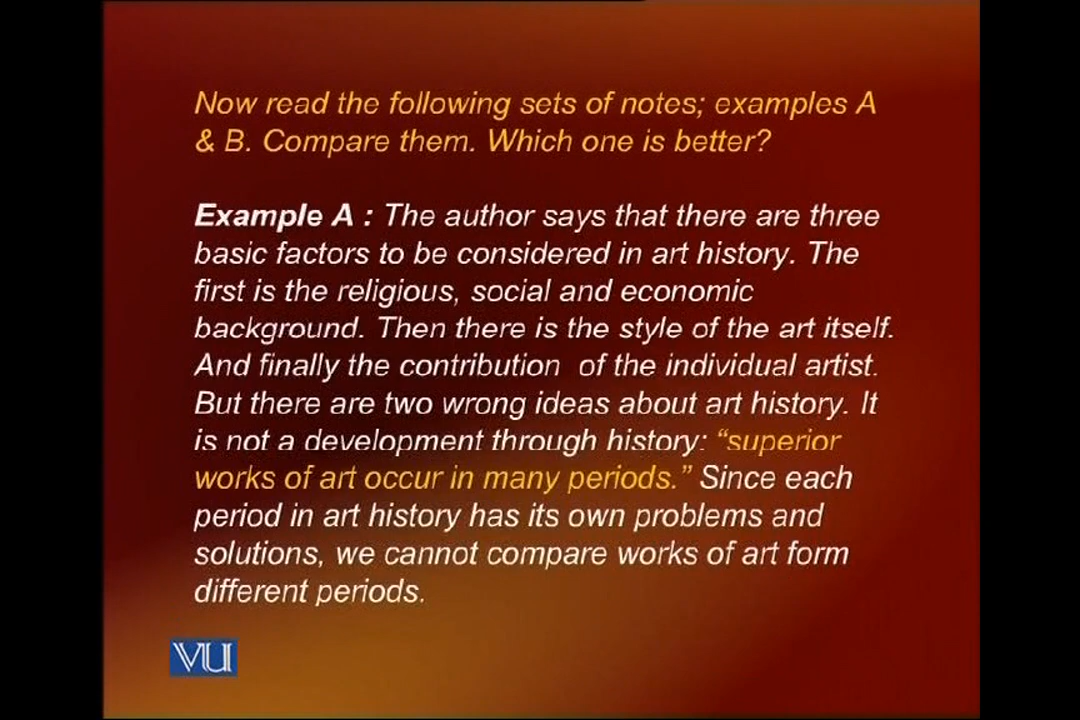 Now read the following sets of notes; examples A
& B. Compare them. Which one is better?
Example A : The author says that there are three
basic factors to be considered in art history. The
first is the religious, social and economic
background. Then there is the style of the art itself.
And finally the contribution of the individual artist.
But there are two wrong ideas about art history. It
is not a development through history: “superior
works of art occur in many periods.” Since each
period in art history has its own problems and
solutions, we cannot compare works of art form
different periods.
VU